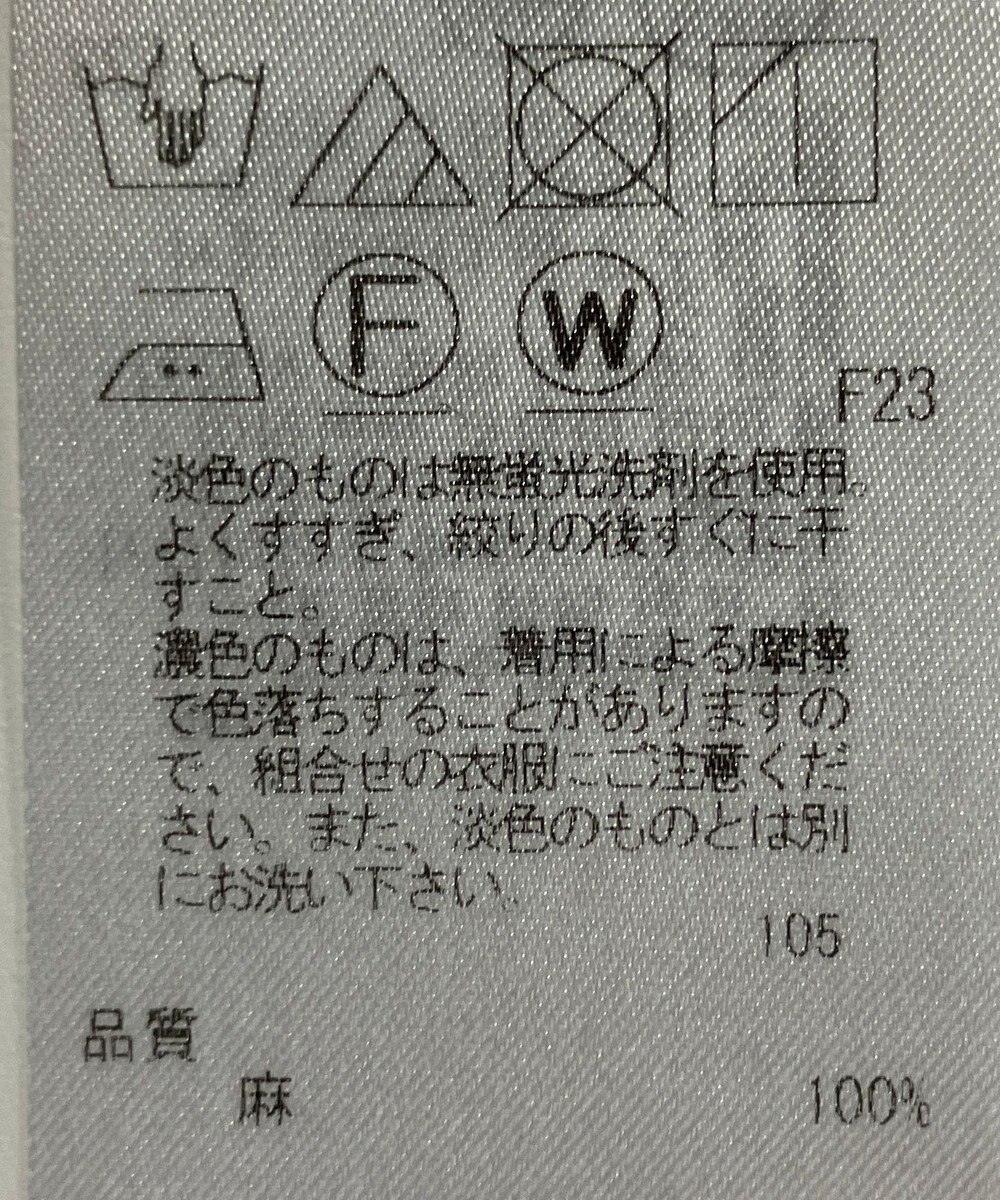 F W
F23
淡色のものは無蛍光洗剤を使用。
よくすすぎ、絞りの後すぐに干
すこと。
濃色のものは、着用による摩擦
で色落ちすることがありますの
で、組合せの衣服にご注意くだ
さい。また、淡色のものとは別
にお洗い下さい。
105
品質
麻 100%